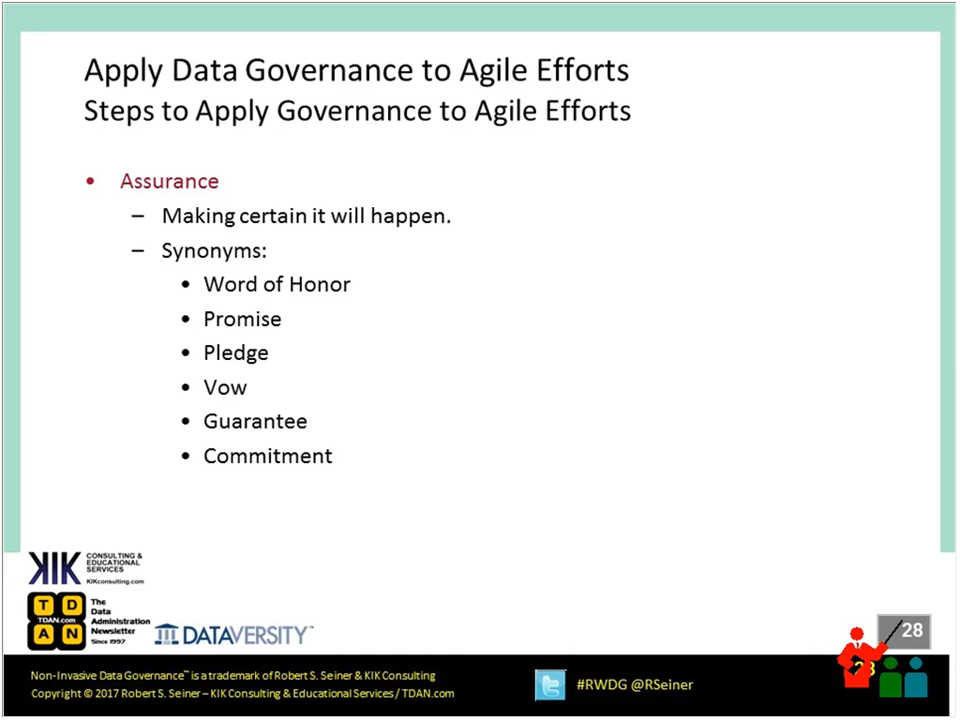 Apply Data Governance to Agile Efforts
Steps to Apply Governance to Agile Efforts
• Assurance
– Making certain it will happen.
– Synonyms:
• Word of Honor
• Promise
• Pledge
• Vow
• Guarantee
• Commitment
KIK CONSULTING &
EDUCATIONAL
SERVICES
KIKconsulting.com
T D
TDAN.com
A N
The
Data
Administration
Newsletter
Since 1997
DATAVERSITY™
28
23
Non-Invasive Data Governance™ is a trademark of Robert S. Seiner & KIK Consulting
Copyright © 2017 Robert S. Seiner – KIK Consulting & Educational Services / TDAN.com
#RWDG @RSeiner